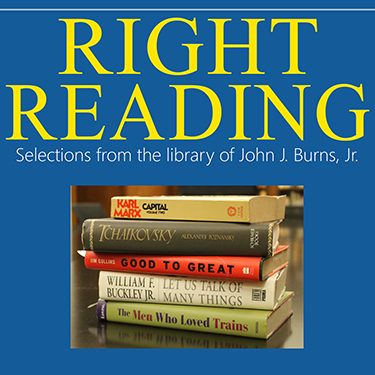 RIGHT
READING
Selections from the library of John J. Burns, Jr.
KARL
MARX
CAPITAL
VOLUME TWO
TCHAIKOVSKY
ALEXANDER POZNANSKY
JIM COLLINS
GOOD TO GREAT
WILLIAM F.
BUCKLEY JR.
LET US TALK OF
MANY THINGS
The Men Who Loved Trains